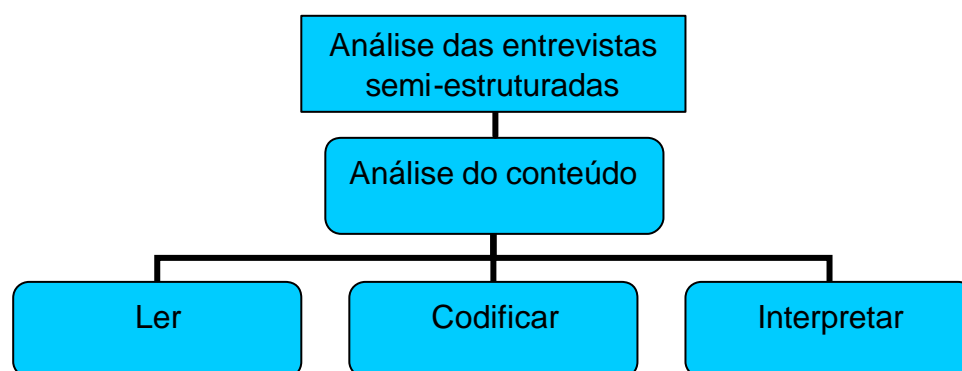 Análise das entrevistas
semi-estruturadas
Análise do conteúdo
Ler
Codificar
Interpretar